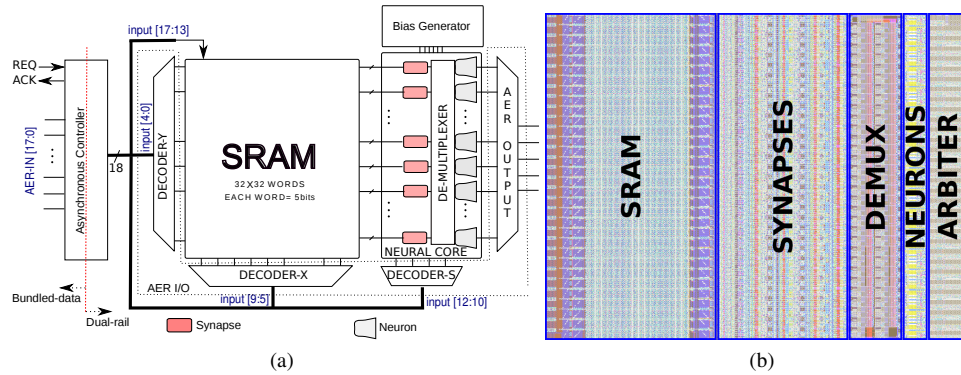 input [17:13]
Bias Generator
REQ
ACK
AER-IN [17:0]
Asynchronous Controller
18
input [4:0]
DECODER-Y
SRAM
32X32 WORDS
EACH WORD= 5bits
DE-MULTIPLEXER
NEURAL CORE
AER OUTPUT
DECODER-X
DECODER-S
AER I/O
input [9:5]
input [12:10]
Bundled-data
Dual-rail
Synapse
Neuron
(a)
SRAM
SYNAPSES
DEMUX
NEURONS
ARBITER
(b)